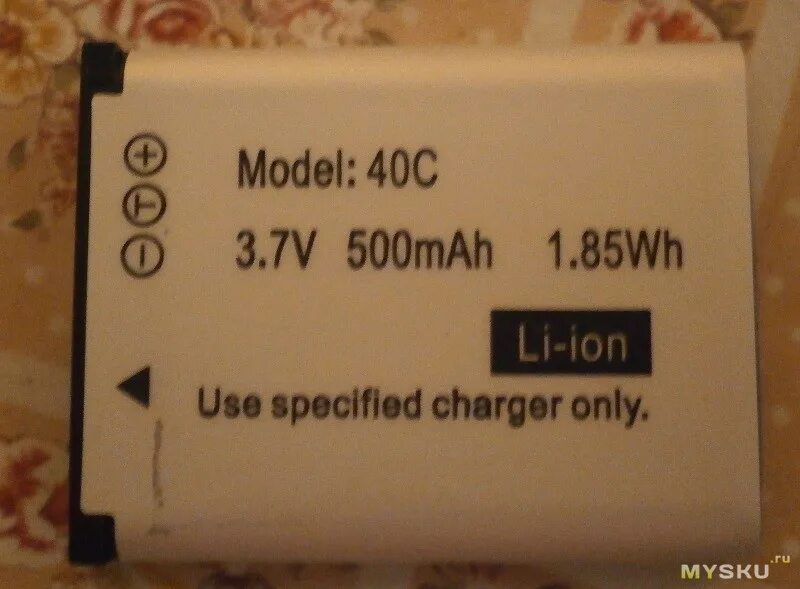 +
T
-
Model: 40C
3.7V 500mAh 1.85Wh
Li-ion
Use specified charger only.
MYSKU.ru